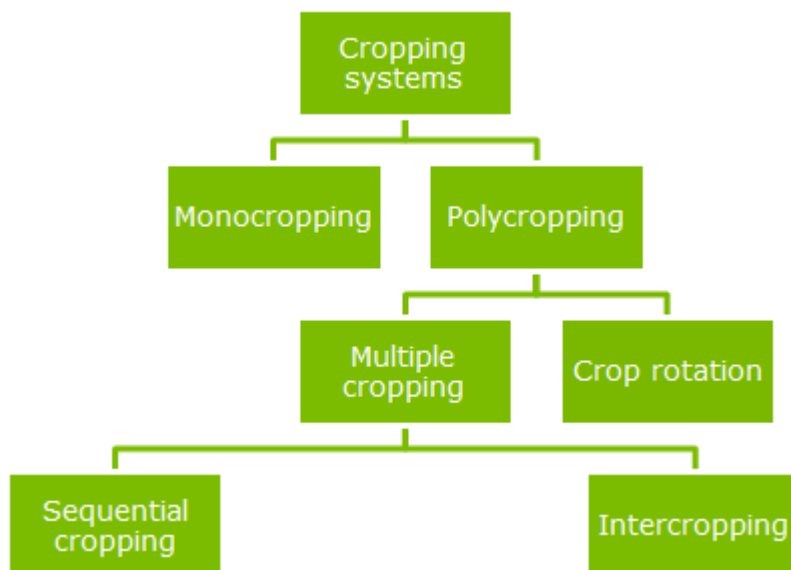 Cropping
systems
Monocropping
Polycropping
Multiple
cropping
Crop rotation
Sequential
cropping
Intercropping